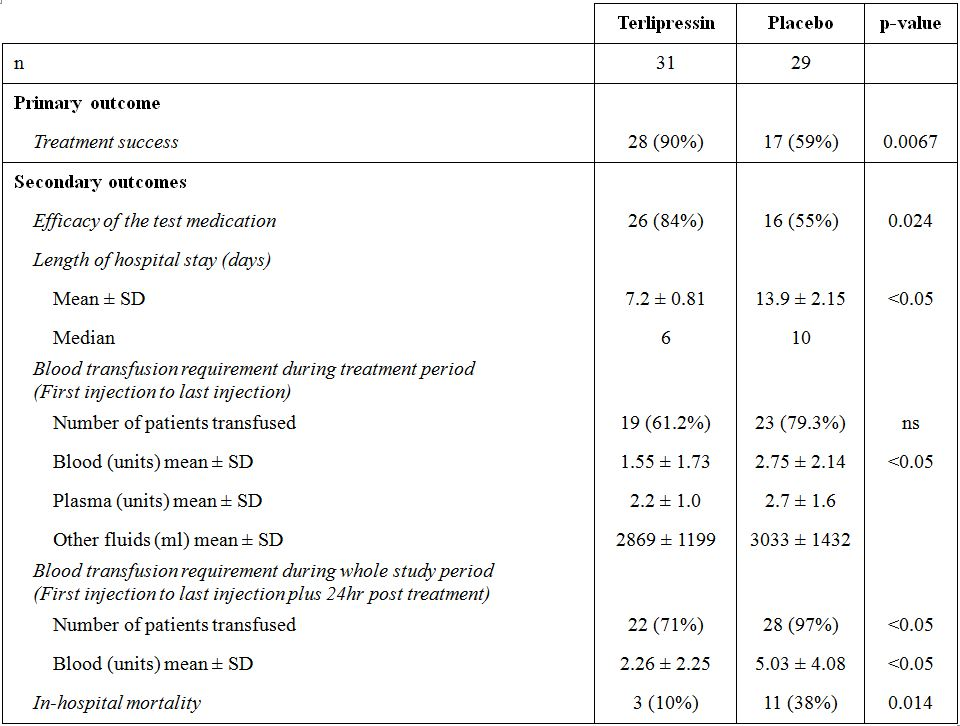 Terlipressin Placebo p-value
n 31 29
Primary outcome
Treatment success 28 (90%) 17 (59%) 0.0067
Secondary outcomes
Efficacy of the test medication 26 (84%) 16 (55%) 0.024
Length of hospital stay (days)
Mean ± SD 7.2 ± 0.81 13.9 ± 2.15 <0.05
Median 6 10
Blood transfusion requirement during treatment period
(First injection to last injection)
Number of patients transfused 19 (61.2%) 23 (79.3%) ns
Blood (units) mean ± SD 1.55 ± 1.73 2.75 ± 2.14 <0.05
Plasma (units) mean ± SD 2.2 ± 1.0 2.7 ± 1.6
Other fluids (ml) mean ± SD 2869 ± 1199 3033 ± 1432
Blood transfusion requirement during whole study period
(First injection to last injection plus 24hr post treatment)
Number of patients transfused 22 (71%) 28 (97%) <0.05
Blood (units) mean ± SD 2.26 ± 2.25 5.03 ± 4.08 <0.05
In-hospital mortality 3 (10%) 11 (38%) 0.014